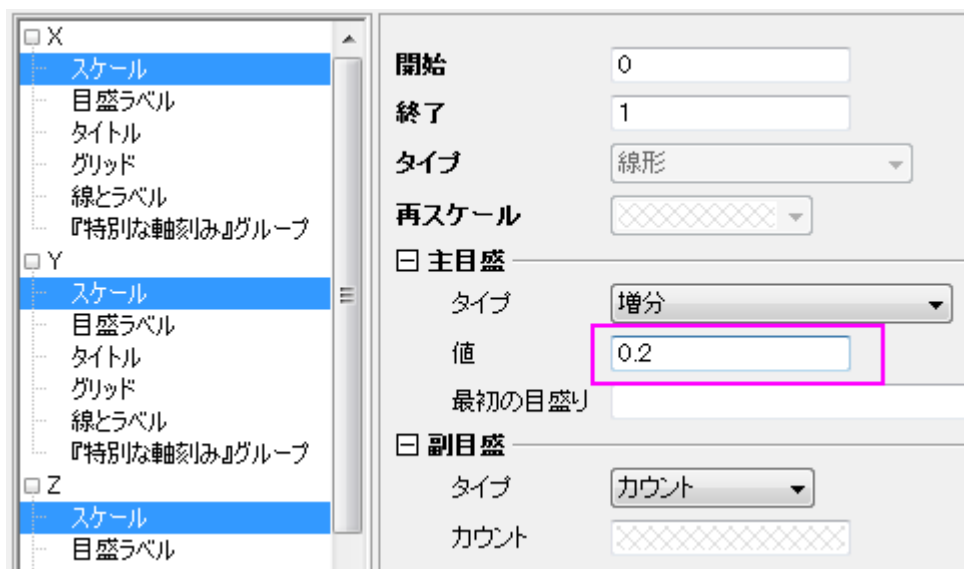 X
スケール
目盛ラベル
タイトル
グリッド
線とラベル
『特別な軸刻み』グループ
Y
スケール
目盛ラベル
タイトル
グリッド
線とラベル
『特別な軸刻み』グループ
Z
スケール
目盛ラベル
開始 0
終了 1
タイプ 線形
再スケール
主目盛
タイプ 増分
値 0.2
最初の目盛り
副目盛
タイプ カウント
カウント